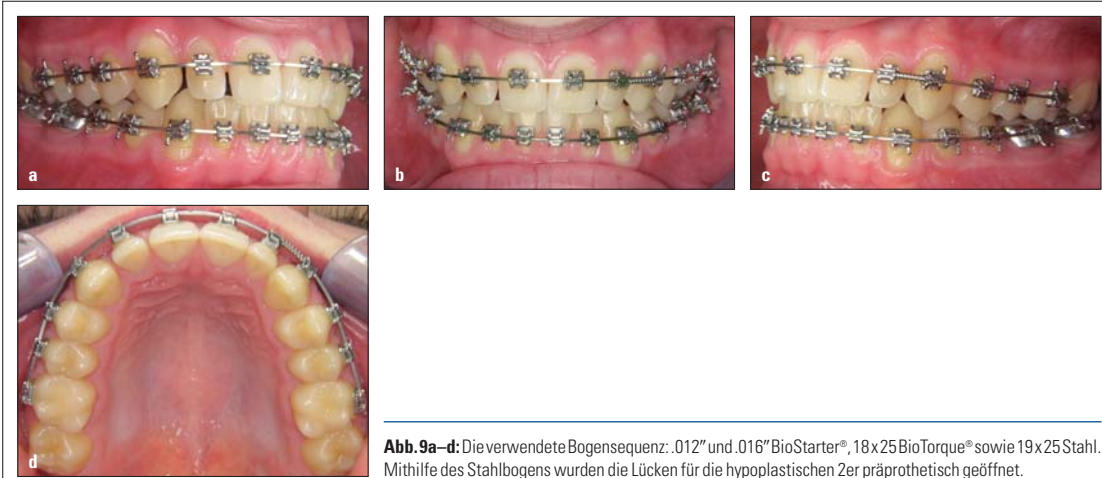 a
b
c
d
Abb. 9a–d: Die verwendete Bogensequenz: .012″ und .016″ BioStarter®, 18 x 25 BioTorque® sowie 19 x 25 Stahl.
Mithilfe des Stahlbogens wurden die Lücken für die hypoplastischen 2er präprothetisch geöffnet.